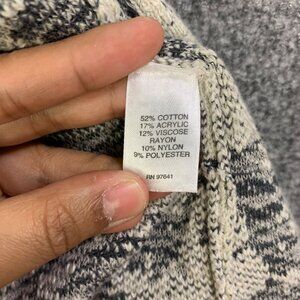 52% COTTON
17% ACRYLIC
12% VISCOSE
RAYON
10% NYLON
9% POLYESTER
RN 97641